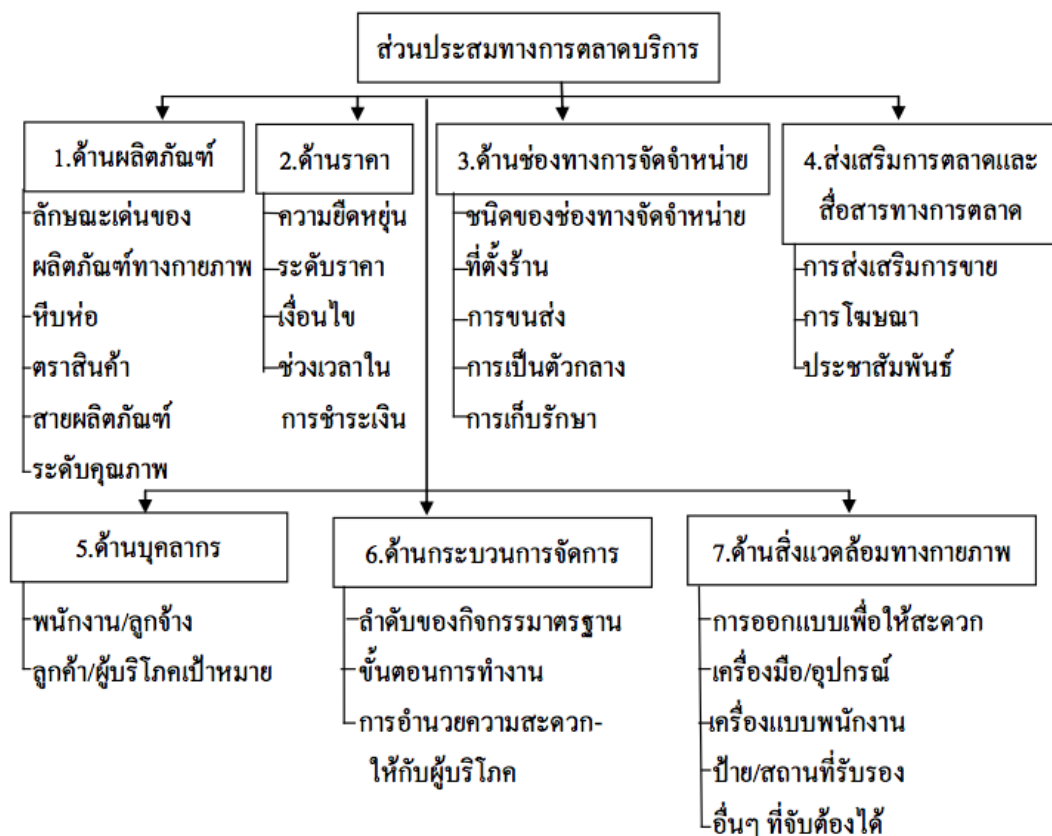 ส่วนประสมทางการตลาดบริการ
1.ด้านผลิตภัณฑ์
ลักษณะเด่นของ
ผลิตภัณฑ์ทางกายภาพ
หีบห่อ
ตราสินค้า
สายผลิตภัณฑ์
ระดับคุณภาพ
2.ด้านราคา
ความยืดหยุ่น
ระดับราคา
เงื่อนไข
ช่วงเวลาใน
การชำระเงิน
3.ด้านช่องทางการจัดจำหน่าย
ชนิดของช่องทางจัดจำหน่าย
ที่ตั้งร้าน
การขนส่ง
การเป็นตัวกลาง
การเก็บรักษา
4.ส่งเสริมการตลาดและ
สื่อสารทางการตลาด
การส่งเสริมการขาย
การโฆษณา
ประชาสัมพันธ์
5.ด้านบุคลากร
พนักงาน/ลูกจ้าง
ลูกค้า/ผู้บริโภคเป้าหมาย
6.ด้านกระบวนการจัดการ
ลำดับของกิจกรรมาตรฐาน
ขั้นตอนการทำงาน
การอำนวยความสะดวก-
ให้กับผู้บริโภค
7.ด้านสิ่งแวดล้อมทางกายภาพ
การออกแบบเพื่อให้สะดวก
เครื่องมือ/อุปกรณ์
เครื่องแบบพนักงาน
ป้าย/สถานที่รับรอง
อื่นๆ ที่จับต้องได้